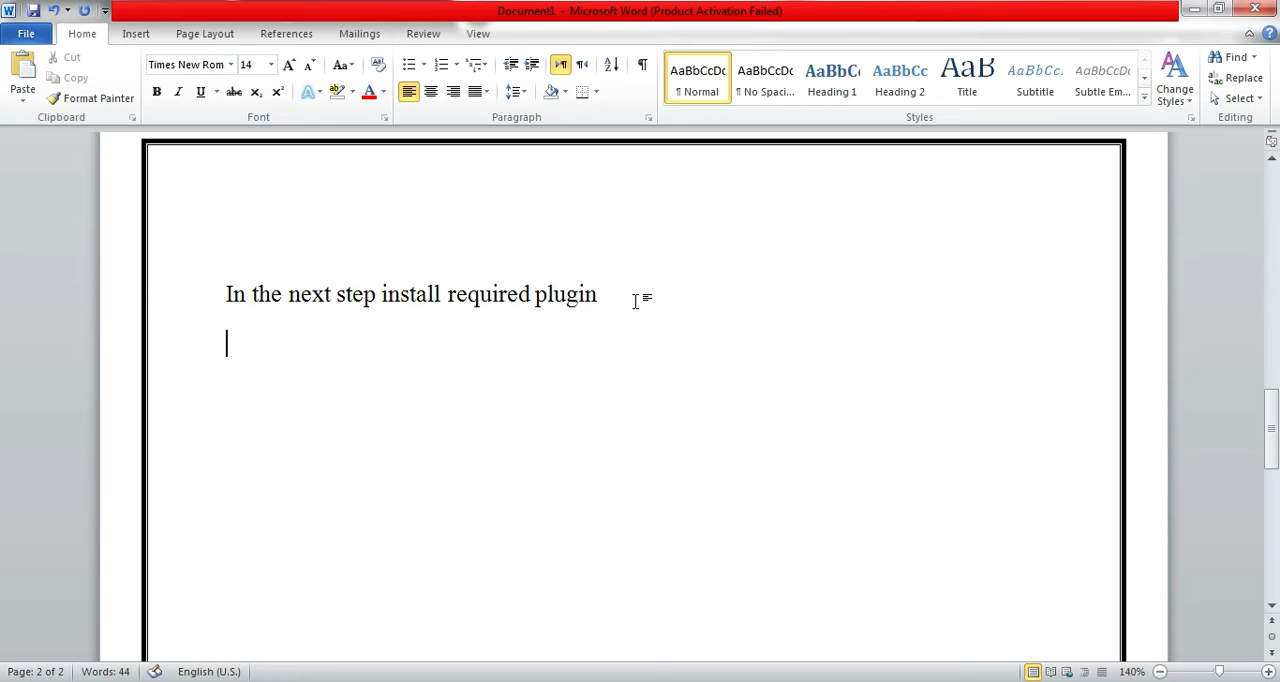 Document1 - Microsoft Word (Product Activation Failed)
File Home Insert Page Layout References Mailings Review View
Cut
Copy
Format Painter
Paste
Clipboard
Times New Rom 14
Font
Paragraph
AaBbCcDc AaBbCcDc AaBbCc AaBbCc AaB AaBbCc. AaBbCcDc
¶ Normal ¶ No Spaci... Heading 1 Heading 2 Title Subtitle Subtle Em...
Change Styles
Styles
Find
Replace
Select
Editing
In the next step install required plugin
Page: 2 of 2 Words: 44 English (U.S.) 140%